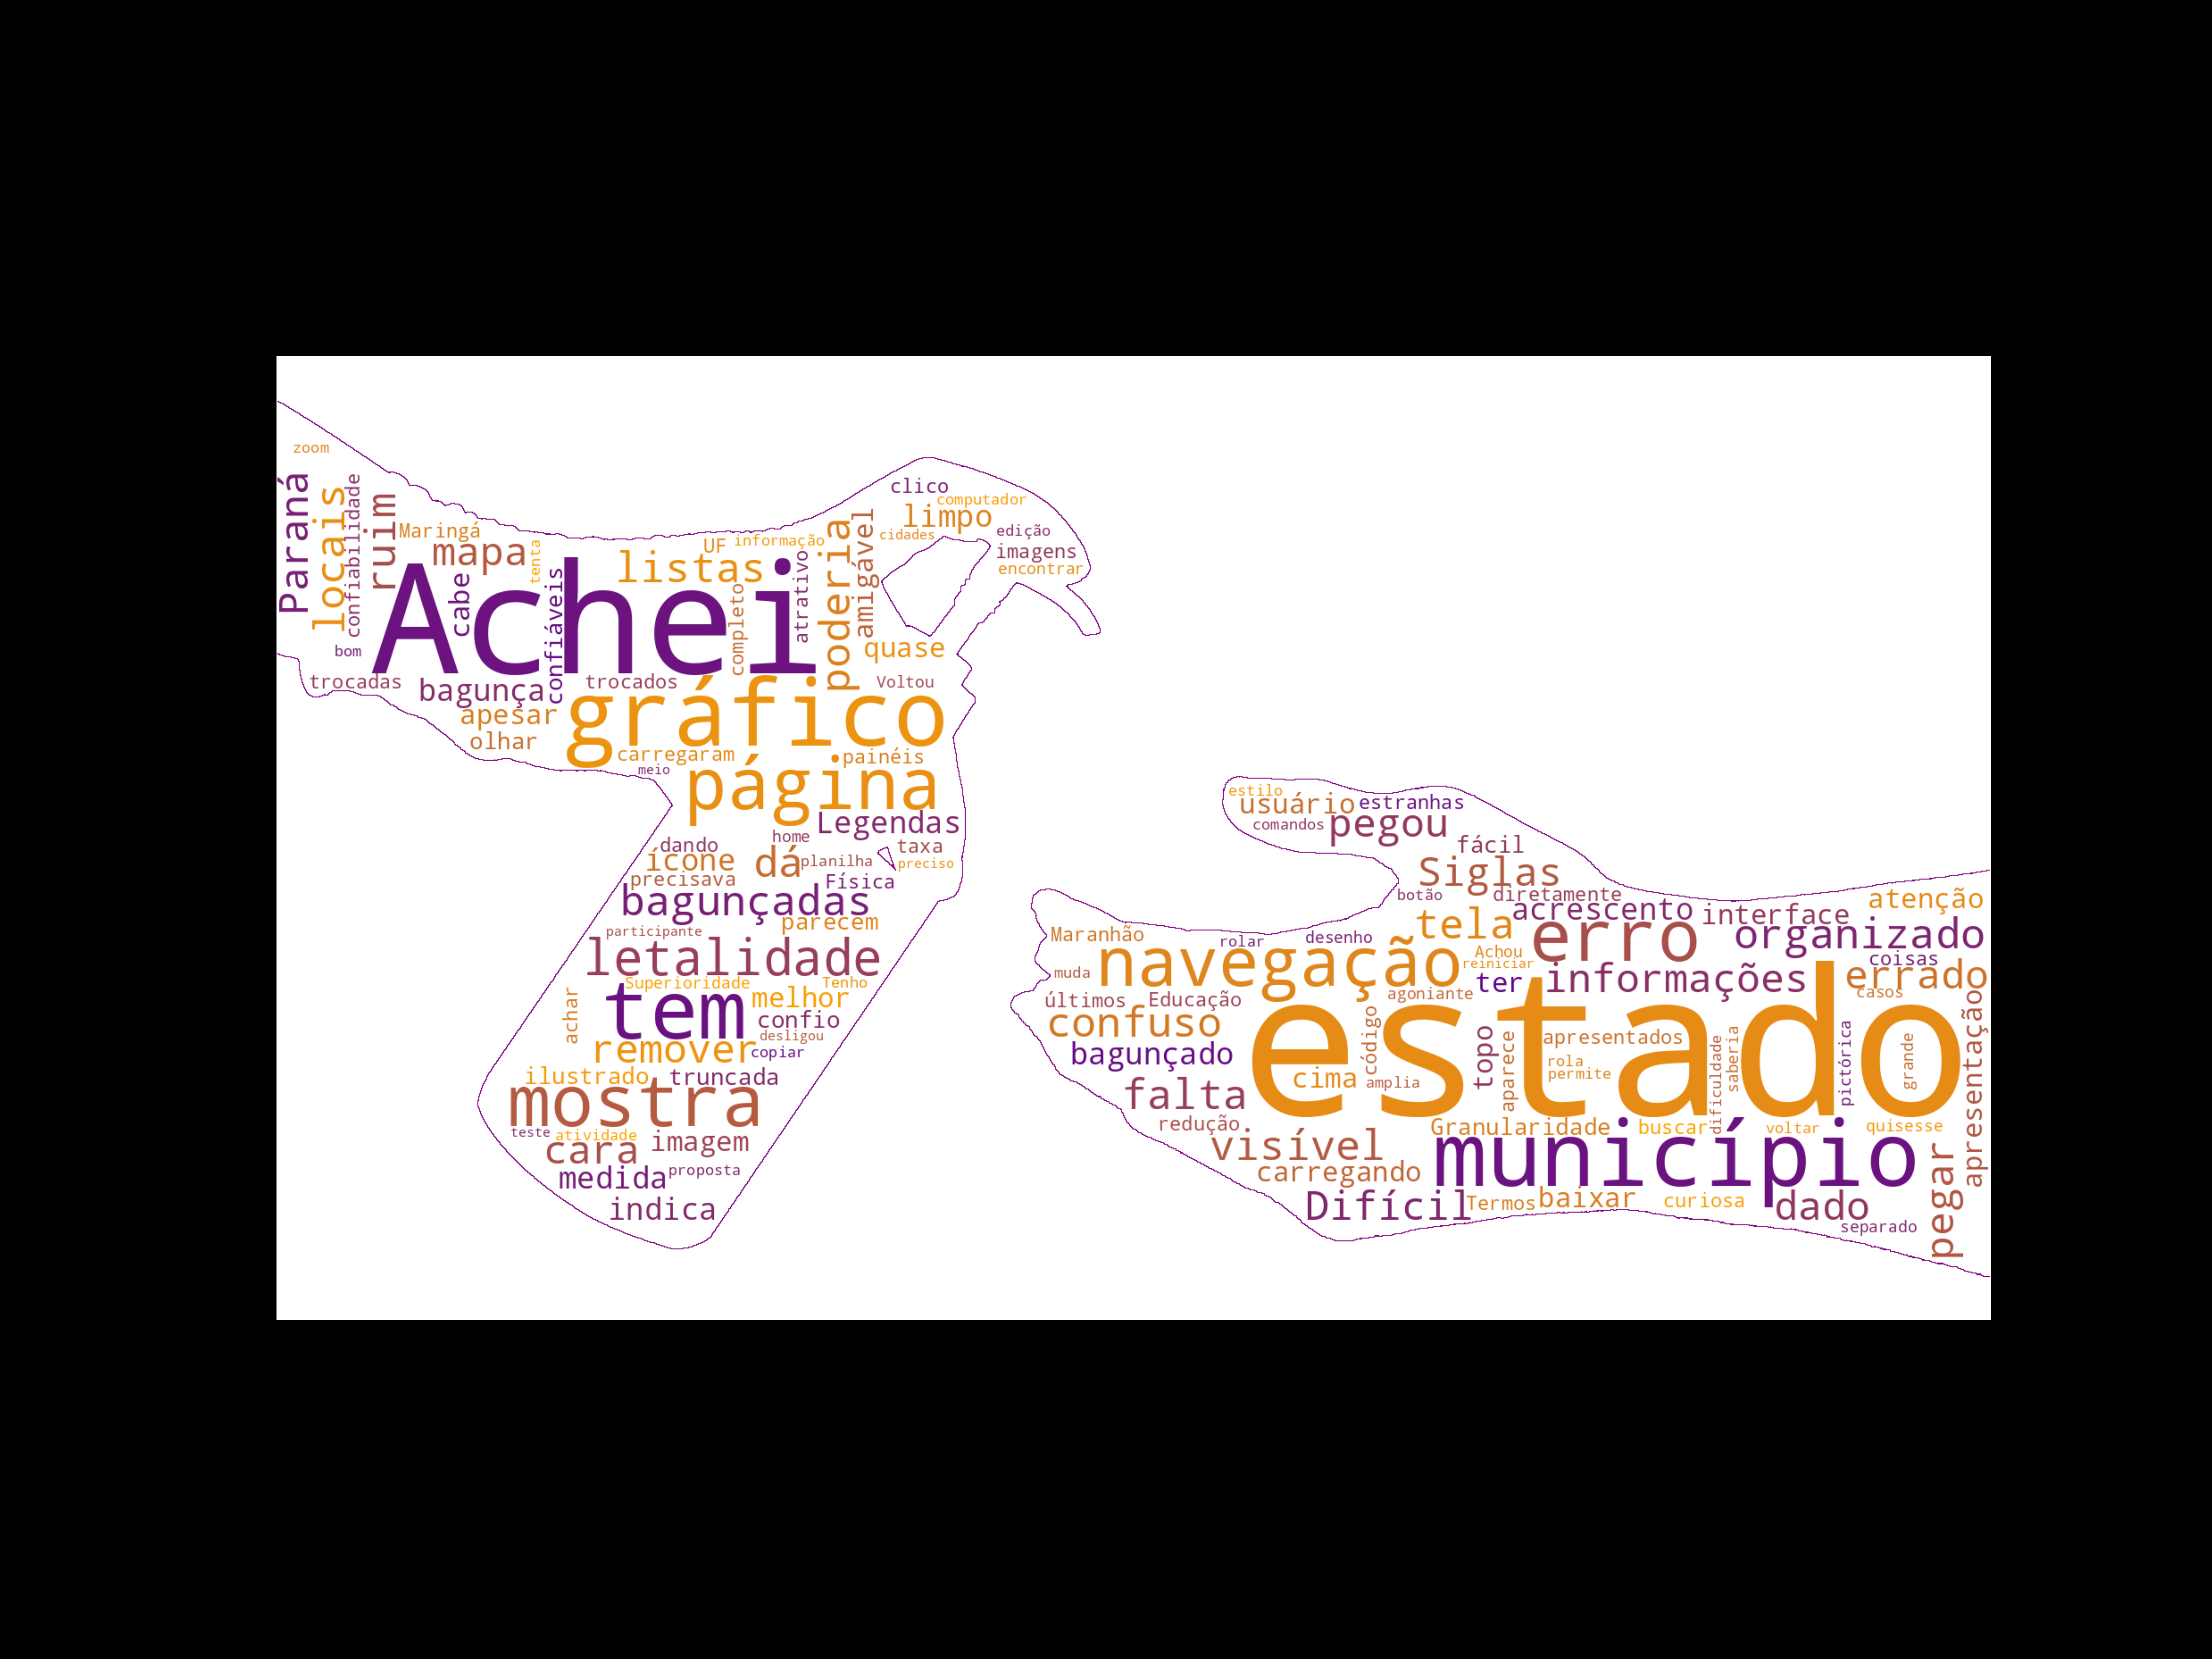 zoom
Paraná
locais
confiabilidade
ruim
Maringá
mapa
tenta
cabe
confiáveis
Achei
listas
UF
informação
completo
atrativo
poderia
amigável
clico
computador
limpo
cidades
edição
imagens
encontrar
quase
bom
trocadas
bagunça
trocados
Voltou
apesar
olhar
gráfico
carregaram
painéis
meio
página
Legendas
dando
home
taxa
ícone
dá
planilha
preciso
precisava
Física
bagunçadas
parecem
participante
letalidade
Superioridade
Tenho
achar
tem
melhor
confio
desligou
remover
copiar
ilustrado
truncada
mostra
teste
atividade
cara
imagem
medida
proposta
indica
estilo
usuário
estranhas
comandos
pegou
fácil
Siglas
botão
diretamente
atenção
tela
acrescento
interface
Maranhão
rolar
desenho
erro
organizado
navegação
Achou
reiniciar
coisas
muda
ter
informações
errado
últimos
Educação
agoniante
casos
confuso
código
estado
topo
aparece
apresentados
rola
permite
dificuldade
saberia
pictórica
grande
apresentação
bagunçado
cima
amplia
falta
redução
Granularidade
buscar
voltar
quisesse
visível
município
carregando
pegar
Difícil
Termos
baixar
curiosa
dado
separado